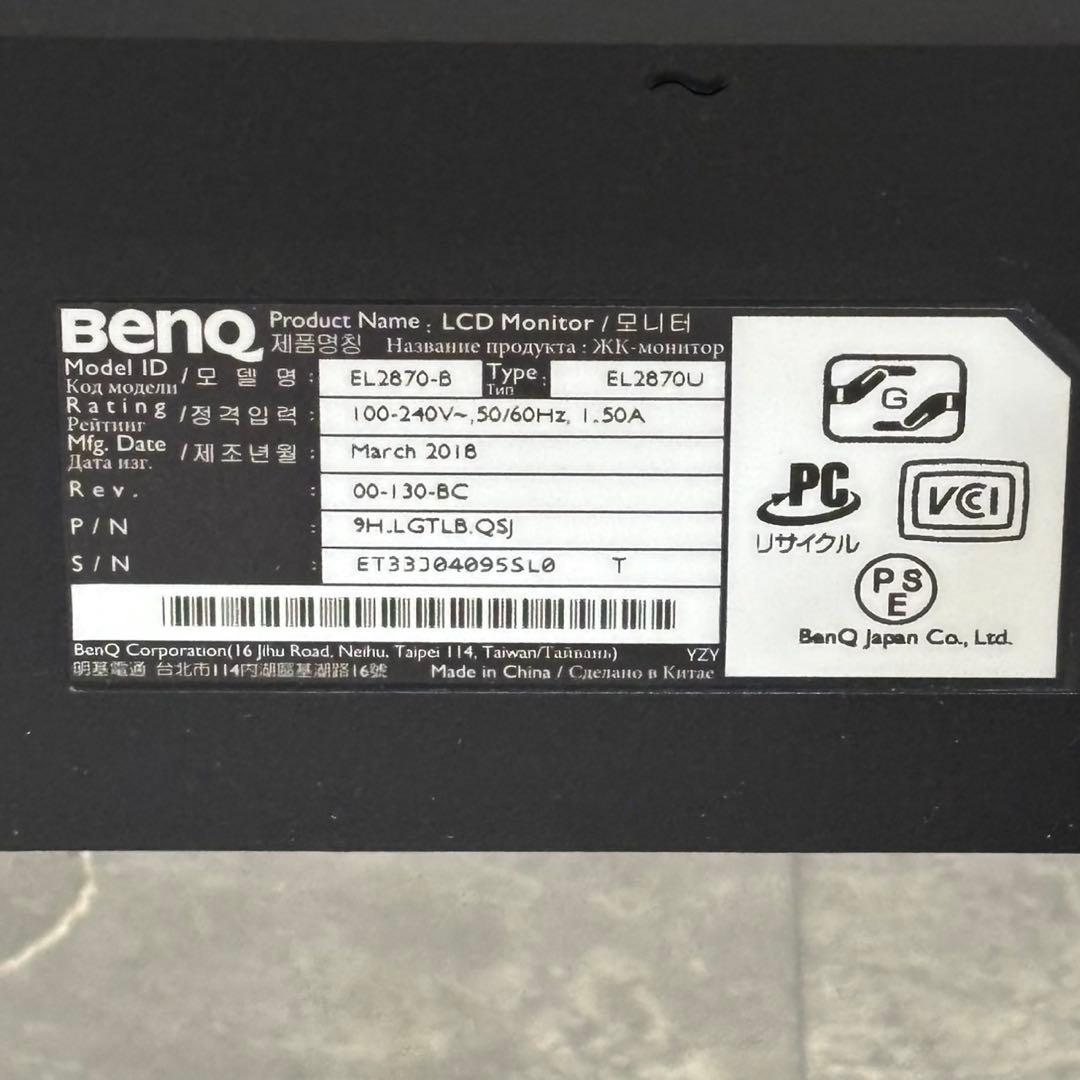 BenQ Product Name : LCD Monitor / 모니터
제품명칭 Название продукта : ЖК-монитор
Model ID / 모 델 명 : EL2870-B Type : EL2870U
Код модели Тип
Rating / 정격입력 : 100-240V~,50/60Hz, 1.50A
Рейтинг
Mfg. Date / 제조년월 : March 2018
Дата изг.
Rev. : 00-130-BC
P/N : 9H.LGTLB.QSJ
S/N : ET33J04095SL0 T
BenQ Corporation(16 Jihu Road, Neihu, Taipei 114, Taiwan/Тайвань) YZY
明基電通 台北市114內湖區基湖路16號 Made in China / Сделано в Китае
G
PC
リサイクル
VCCI
PSE
BenQ Japan Co., Ltd.